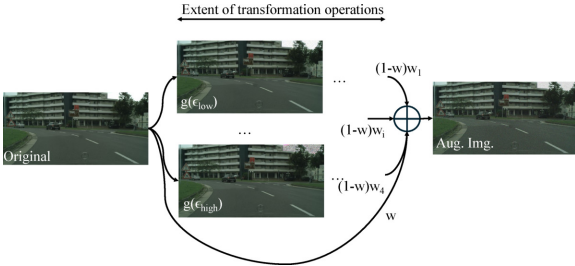 Extent of transformation operations
g(ϵlow)
...
(1-w)w1
Original
...
(1-w)wi
Aug. Img.
g(ϵhigh)
...
(1-w)w4
w